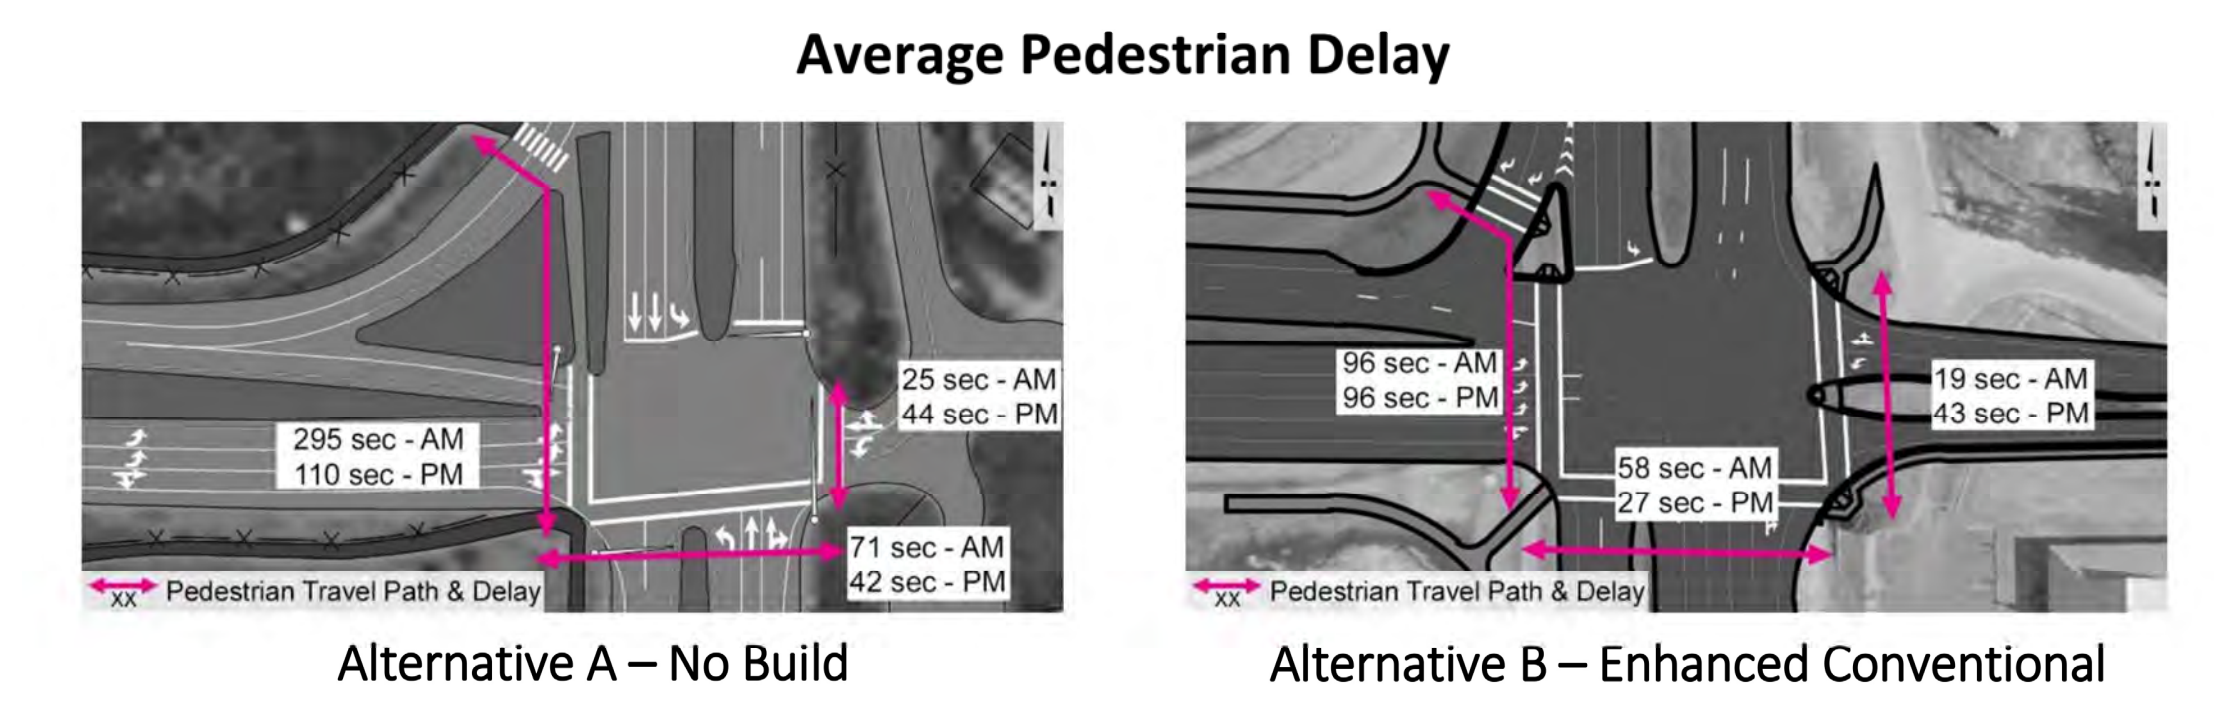 Average Pedestrian Delay
25 sec - AM
44 sec - PM
295 sec - AM
110 sec - PM
71 sec - AM
42 sec - PM
XX Pedestrian Travel Path & Delay
Alternative A – No Build
96 sec - AM
96 sec - PM
19 sec - AM
43 sec - PM
58 sec - AM
27 sec - PM
XX Pedestrian Travel Path & Delay
Alternative B – Enhanced Conventional